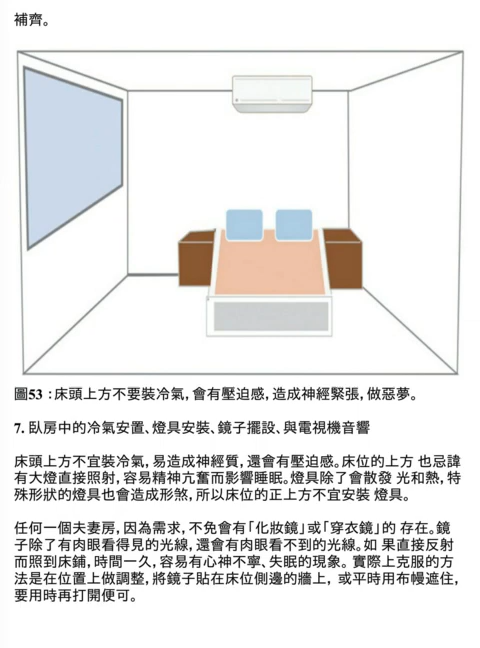 補齊。
圖53 :床頭上方不要裝冷氣,會有壓迫感,造成神經緊張,做惡夢。
7. 臥房中的冷氣安置、燈具安裝、鏡子擺設、與電視機音響
床頭上方不宜裝冷氣,易造成神經質,還會有壓迫感。床位的上方 也忌諱
有大燈直接照射,容易精神亢奮而影響睡眠。燈具除了會散發 光和熱,特
殊形狀的燈具也會造成形煞,所以床位的正上方不宜安裝 燈具。
任何一個夫妻房,因為需求,不免會有「化妝鏡」或「穿衣鏡」的 存在。鏡
子除了有肉眼看得見的光線,還會有肉眼看不到的光線。如 果直接反射
而照到床鋪,時間一久,容易有心神不寧、失眠的現象。 實際上克服的方
法是在位置上做調整,將鏡子貼在床位側邊的牆上, 或平時用布幔遮住,
要用時再打開便可。